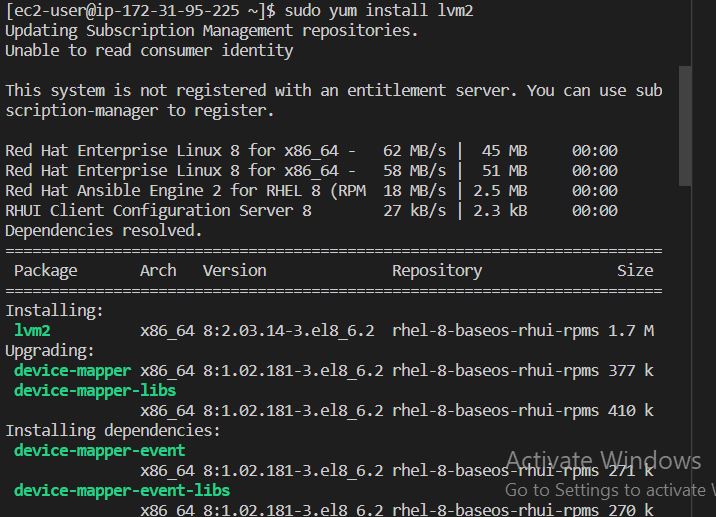 [ec2-user@ip-172-31-95-225 ~]$ sudo yum install lvm2
Updating Subscription Management repositories.
Unable to read consumer identity
This system is not registered with an entitlement server. You can use sub
scription-manager to register.
Red Hat Enterprise Linux 8 for x86_64 -   62 MB/s |  45 MB     00:00
Red Hat Enterprise Linux 8 for x86_64 -   58 MB/s |  51 MB     00:00
Red Hat Ansible Engine 2 for RHEL 8 (RPM  18 MB/s | 2.5 MB     00:00
RHUI Client Configuration Server 8        27 kB/s | 2.3 kB     00:00
Dependencies resolved.
=========================================================================
 Package       Arch   Version              Repository                Size
=========================================================================
Installing:
 lvm2          x86_64 8:2.03.14-3.el8_6.2  rhel-8-baseos-rhui-rpms 1.7 M
Upgrading:
 device-mapper x86_64 8:1.02.181-3.el8_6.2 rhel-8-baseos-rhui-rpms 377 k
 device-mapper-libs
               x86_64 8:1.02.181-3.el8_6.2 rhel-8-baseos-rhui-rpms 410 k
Installing dependencies:
 device-mapper-event
               x86_64 8:1.02.181-3.el8_6.2 rhel-8-baseos-rhui-rpms 271 k
 device-mapper-event-libs
               x86_64 8:1.02.181-3.el8_6.2 rhel-8-baseos-rhui-rpms 270 k
Activate Windows
Go to Settings to activate W